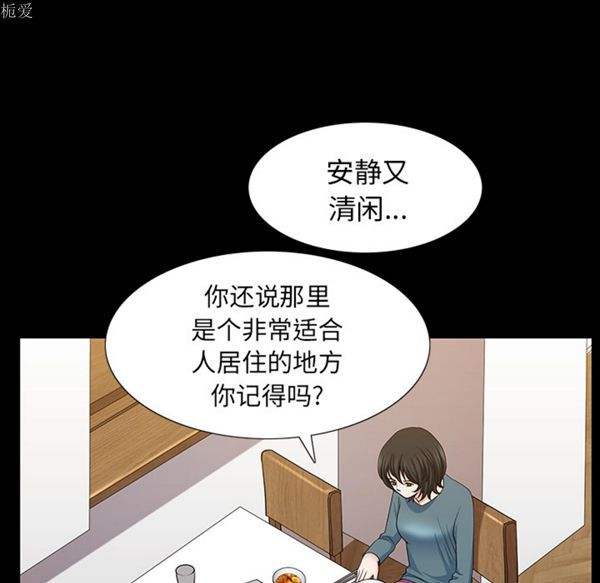 栀爱
安静又
清闲...
你还说那里
是个非常适合
人居住的地方
你记得吗?